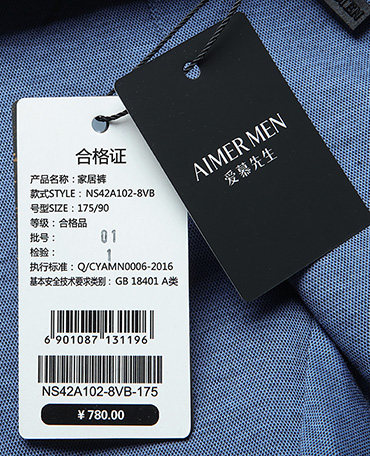 合格证
产品名称：家居裤
款式STYLE：NS42A102-8VB
号型SIZE：175/90
等级：合格品
批号： 01
检验： 1
执行标准：Q/CYAMN0006-2016
基本安全技术要求类别：GB 18401 A类
6 901087 131196
NS42A102-8VB-175
¥780.00
AIMER MEN
爱慕先生